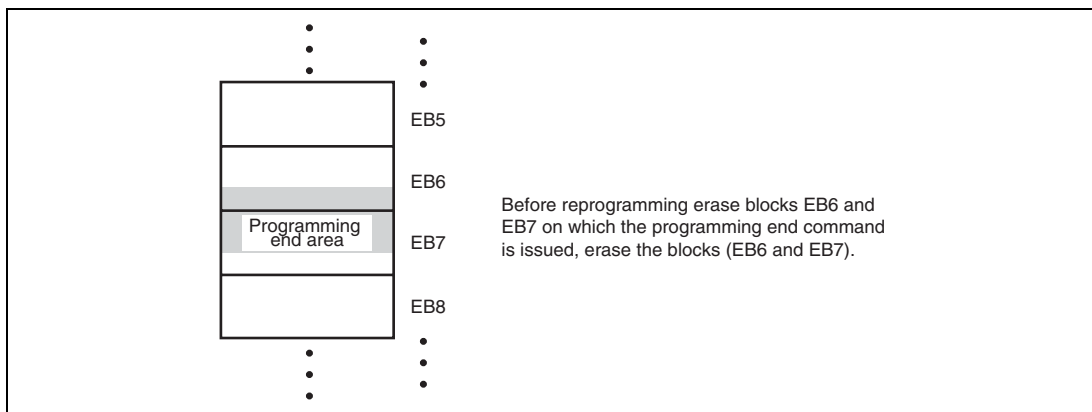 EB5
EB6
Programming
end area
EB7
EB8
Before reprogramming erase blocks EB6 and
EB7 on which the programming end command
is issued, erase the blocks (EB6 and EB7).